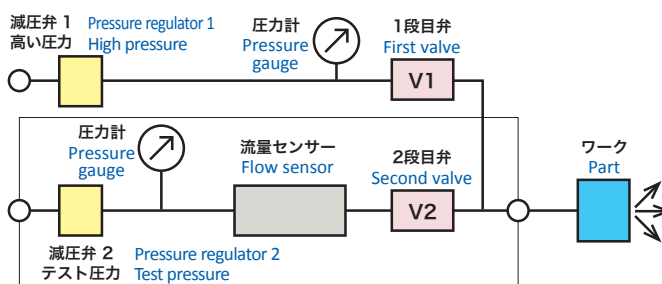 減圧弁 1
高い圧力
Pressure regulator 1
High pressure
圧力計
Pressure
gauge
1段目弁
First valve
V1
圧力計
Pressure
gauge
流量センサー
Flow sensor
2段目弁
Second valve
V2
ワーク
Part
減圧弁 2
テスト圧力
Pressure regulator 2
Test pressure